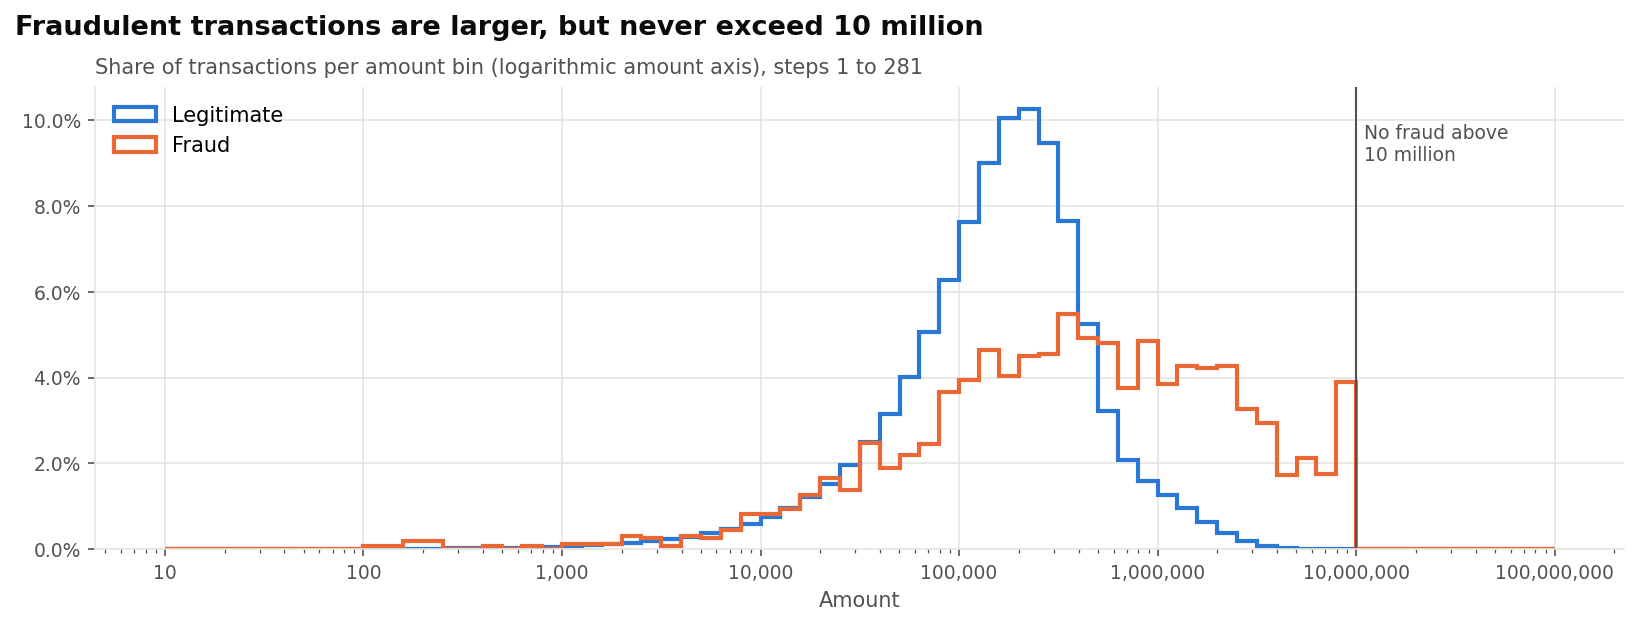 Fraudulent transactions are larger, but never exceed 10 million
Share of transactions per amount bin (logarithmic amount axis), steps 1 to 281
Legitimate
Fraud
No fraud above
10 million
10.0%
8.0%
6.0%
4.0%
2.0%
0.0%
10
100
1,000
10,000
100,000
1,000,000
10,000,000
100,000,000
Amount